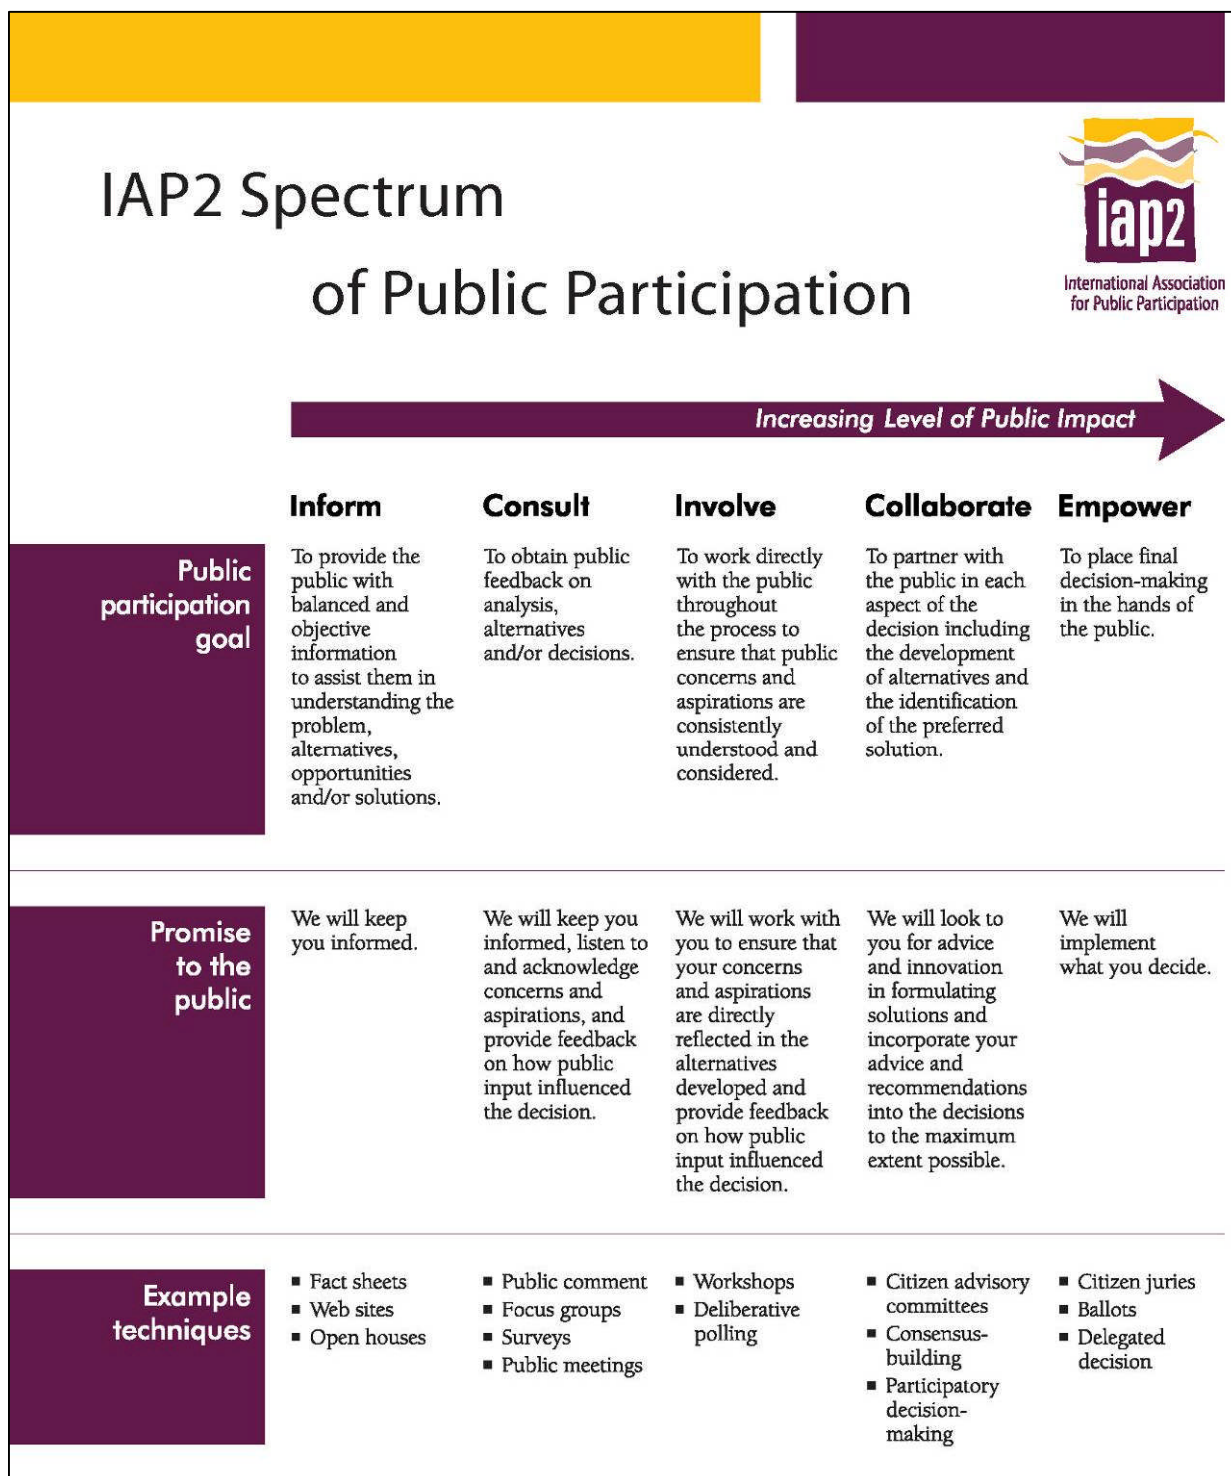 IAP2 Spectrum
of Public Participation
iap2
International Association
for Public Participation
Increasing Level of Public Impact
Inform
Consult
Involve
Collaborate
Empower
Public
participation
goal
To provide the
public with
balanced and
objective
information
to assist them in
understanding the
problem,
alternatives,
opportunities
and/or solutions.
To obtain public
feedback on
analysis,
alternatives
and/or decisions.
To work directly
with the public
throughout
the process to
ensure that public
concerns and
aspirations are
consistently
understood and
considered.
To partner with
the public in each
aspect of the
decision including
the development
of alternatives and
the identification
of the preferred
solution.
To place final
decision-making
in the hands of
the public.
Promise
to the
public
We will keep
you informed.
We will keep you
informed, listen to
and acknowledge
concerns and
aspirations, and
provide feedback
on how public
input influenced
the decision.
We will work with
you to ensure that
your concerns
and aspirations
are directly
reflected in the
alternatives
developed and
provide feedback
on how public
input influenced
the decision.
We will look to
you for advice
and innovation
in formulating
solutions and
incorporate your
advice and
recommendations
into the decisions
to the maximum
extent possible.
We will
implement
what you decide.
Example
techniques
▪ Fact sheets
▪ Web sites
▪ Open houses
▪ Public comment
▪ Focus groups
▪ Surveys
▪ Public meetings
▪ Workshops
▪ Deliberative
polling
▪ Citizen advisory
committees
▪ Consensus-
building
▪ Participatory
decision-
making
▪ Citizen juries
▪ Ballots
▪ Delegated
decision